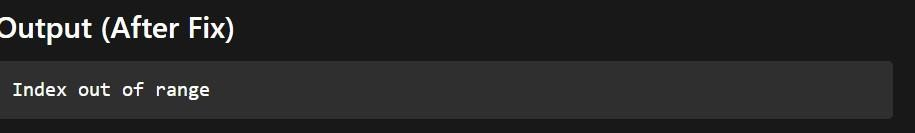 Output (After Fix)
Index out of range